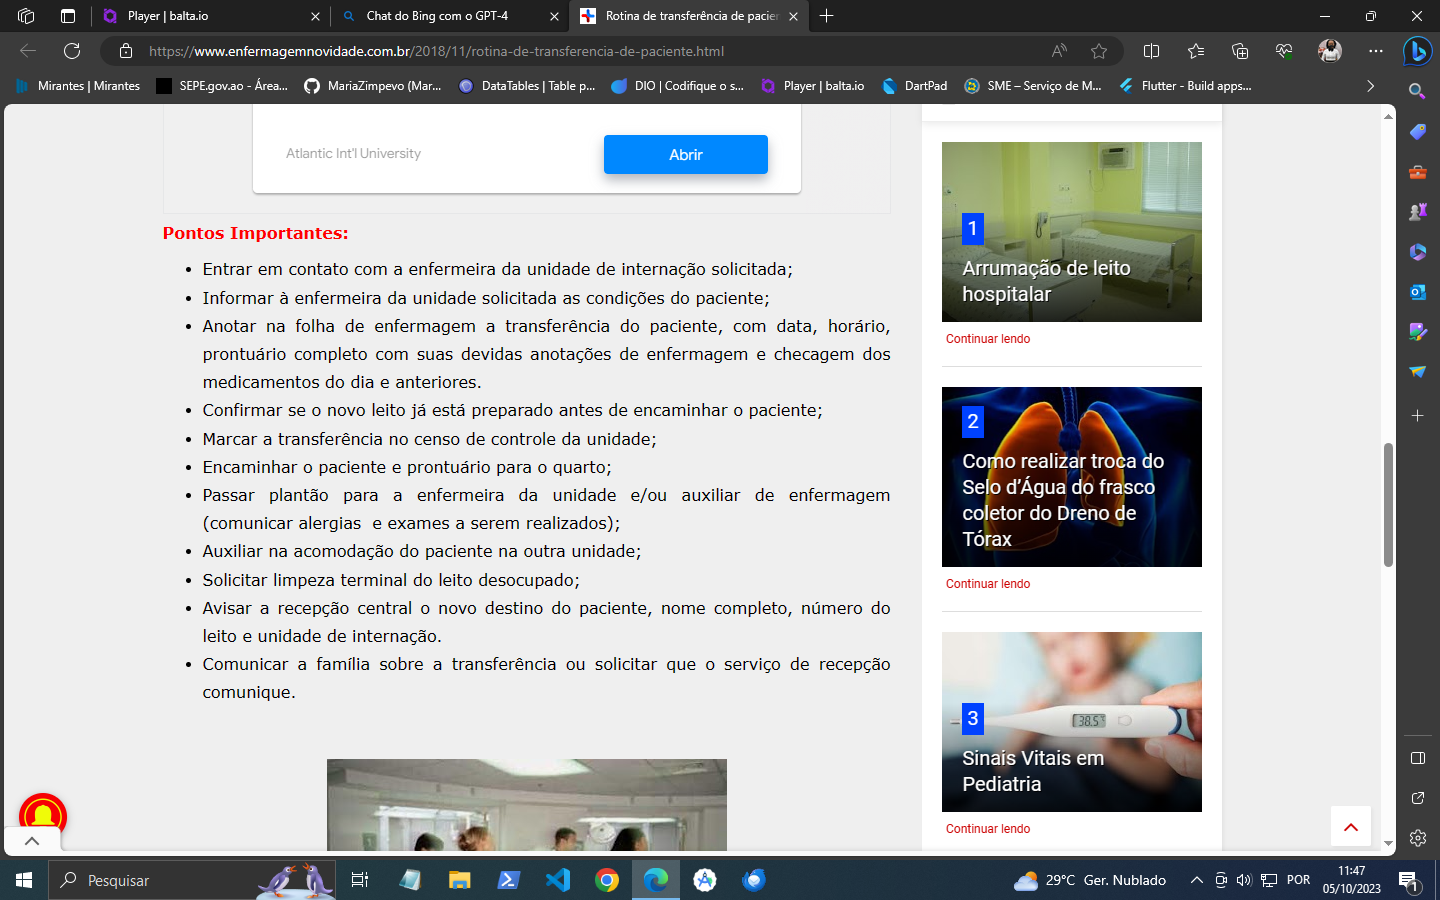 Player | balta.io
Chat do Bing com o GPT-4
Rotina de transferência de pacien
https://www.enfermagemnovidade.com.br/2018/11/rotina-de-transferencia-de-paciente.html
Mirantes | Mirantes
SEPE.gov.ao - Área...
MariaZimpevo (Mar...
DataTables | Table p...
DIO | Codifique o s...
Player | balta.io
DartPad
SME – Serviço de M...
Flutter - Build apps...
Atlantic Int'l University
Abrir
Pontos Importantes:
• Entrar em contato com a enfermeira da unidade de internação solicitada;
• Informar à enfermeira da unidade solicitada as condições do paciente;
• Anotar na folha de enfermagem a transferência do paciente, com data, horário,
prontuário completo com suas devidas anotações de enfermagem e checagem dos
medicamentos do dia e anteriores.
• Confirmar se o novo leito já está preparado antes de encaminhar o paciente;
• Marcar a transferência no censo de controle da unidade;
• Encaminhar o paciente e prontuário para o quarto;
• Passar plantão para a enfermeira da unidade e/ou auxiliar de enfermagem
(comunicar alergias e exames a serem realizados);
• Auxiliar na acomodação do paciente na outra unidade;
• Solicitar limpeza terminal do leito desocupado;
• Avisar a recepção central o novo destino do paciente, nome completo, número do
leito e unidade de internação.
• Comunicar a família sobre a transferência ou solicitar que o serviço de recepção
comunique.
1
Arrumação de leito
hospitalar
Continuar lendo
2
Como realizar troca do
Selo d’Água do frasco
coletor do Dreno de
Tórax
Continuar lendo
38.5°C
3
Sinais Vitais em
Pediatria
Continuar lendo
Pesquisar
29°C Ger. Nublado
POR
11:47
05/10/2023
1